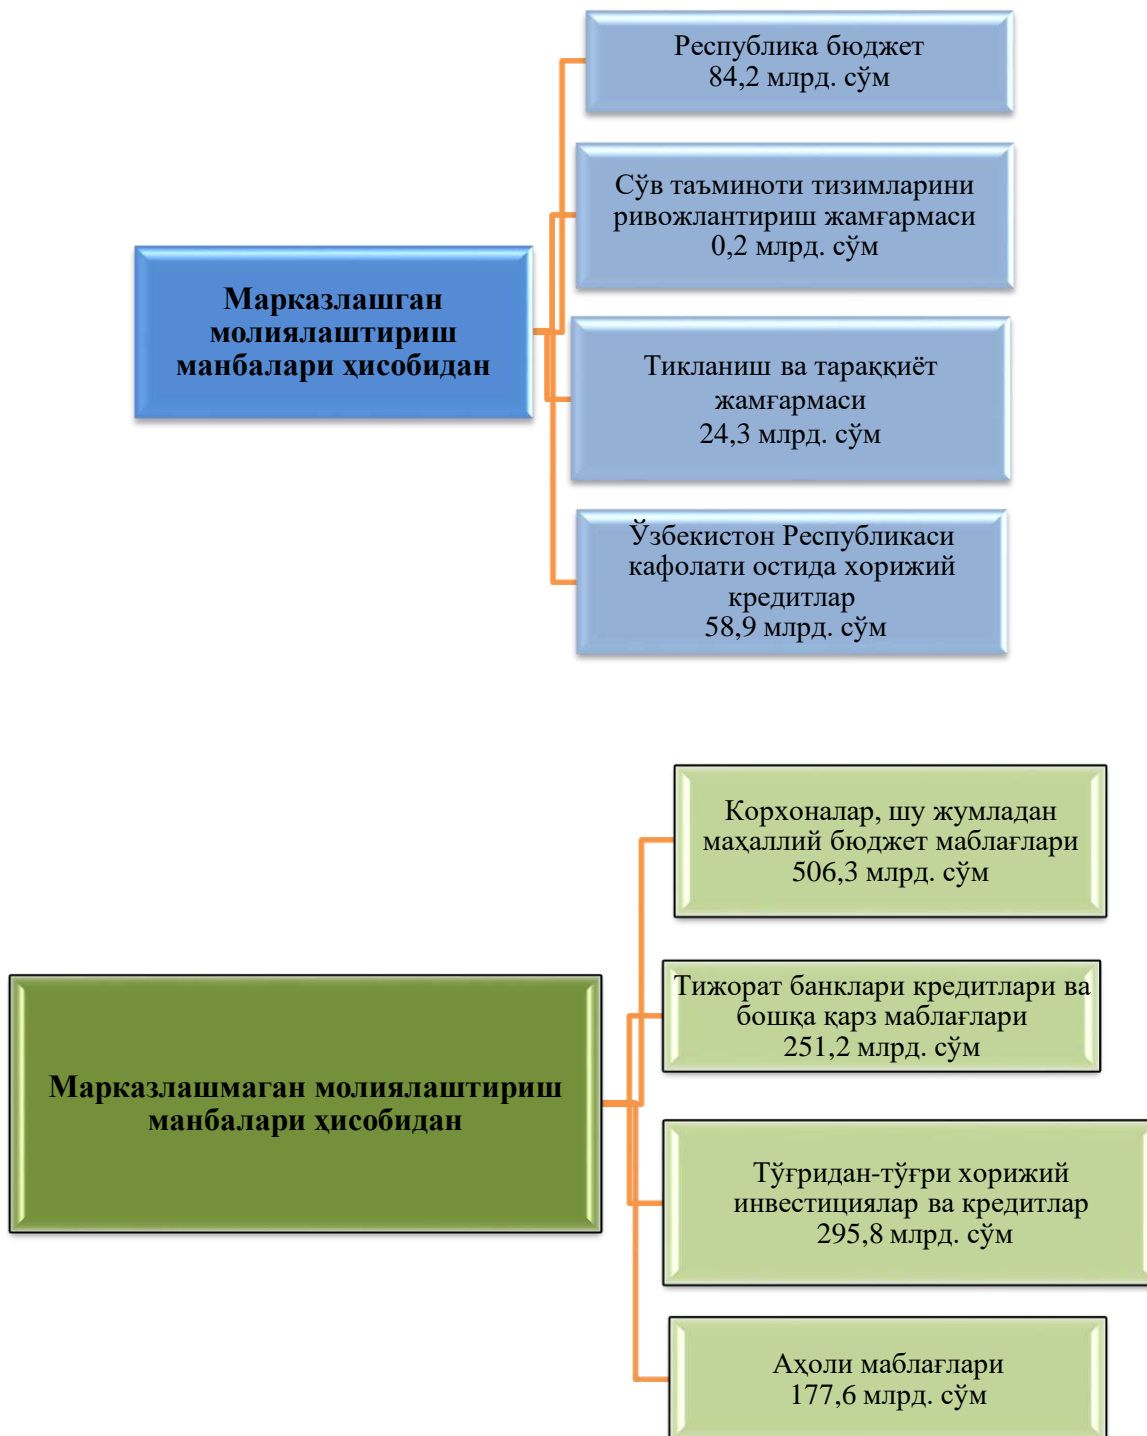 Республика бюджет
84,2 млрд. сўм
Сўв таъминоти тизимларини
ривожлантириш жамғармаси
0,2 млрд. сўм
Марказлашган
молиялаштириш
манбалари ҳисобидан
Тикланиш ва тараққиёт
жамғармаси
24,3 млрд. сўм
Ўзбекистон Республикаси
кафолати остида хорижий
кредитлар
58,9 млрд. сўм
Корхоналар, шу жумладан
маҳаллий бюджет маблағлари
506,3 млрд. сўм
Тижорат банклари кредитлари ва
бошқа қарз маблағлари
251,2 млрд. сўм
Марказлашмаган молиялаштириш
манбалари ҳисобидан
Тўғридан-тўғри хорижий
инвестициялар ва кредитлар
295,8 млрд. сўм
Аҳоли маблағлари
177,6 млрд. сўм